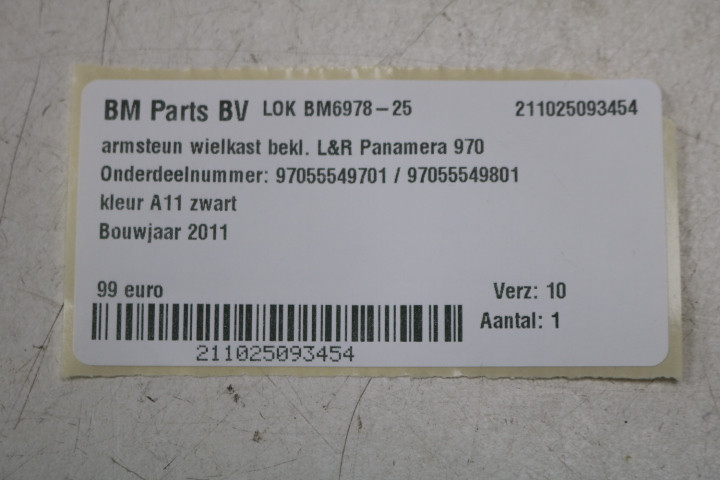 BM Parts BV LOK BM6978-25 211025093454
armsteun wielkast bekl. L&R Panamera 970
Onderdeelnummer: 97055549701 / 97055549801
kleur A11 zwart
Bouwjaar 2011
99 euro Verz: 10
Aantal: 1
211025093454